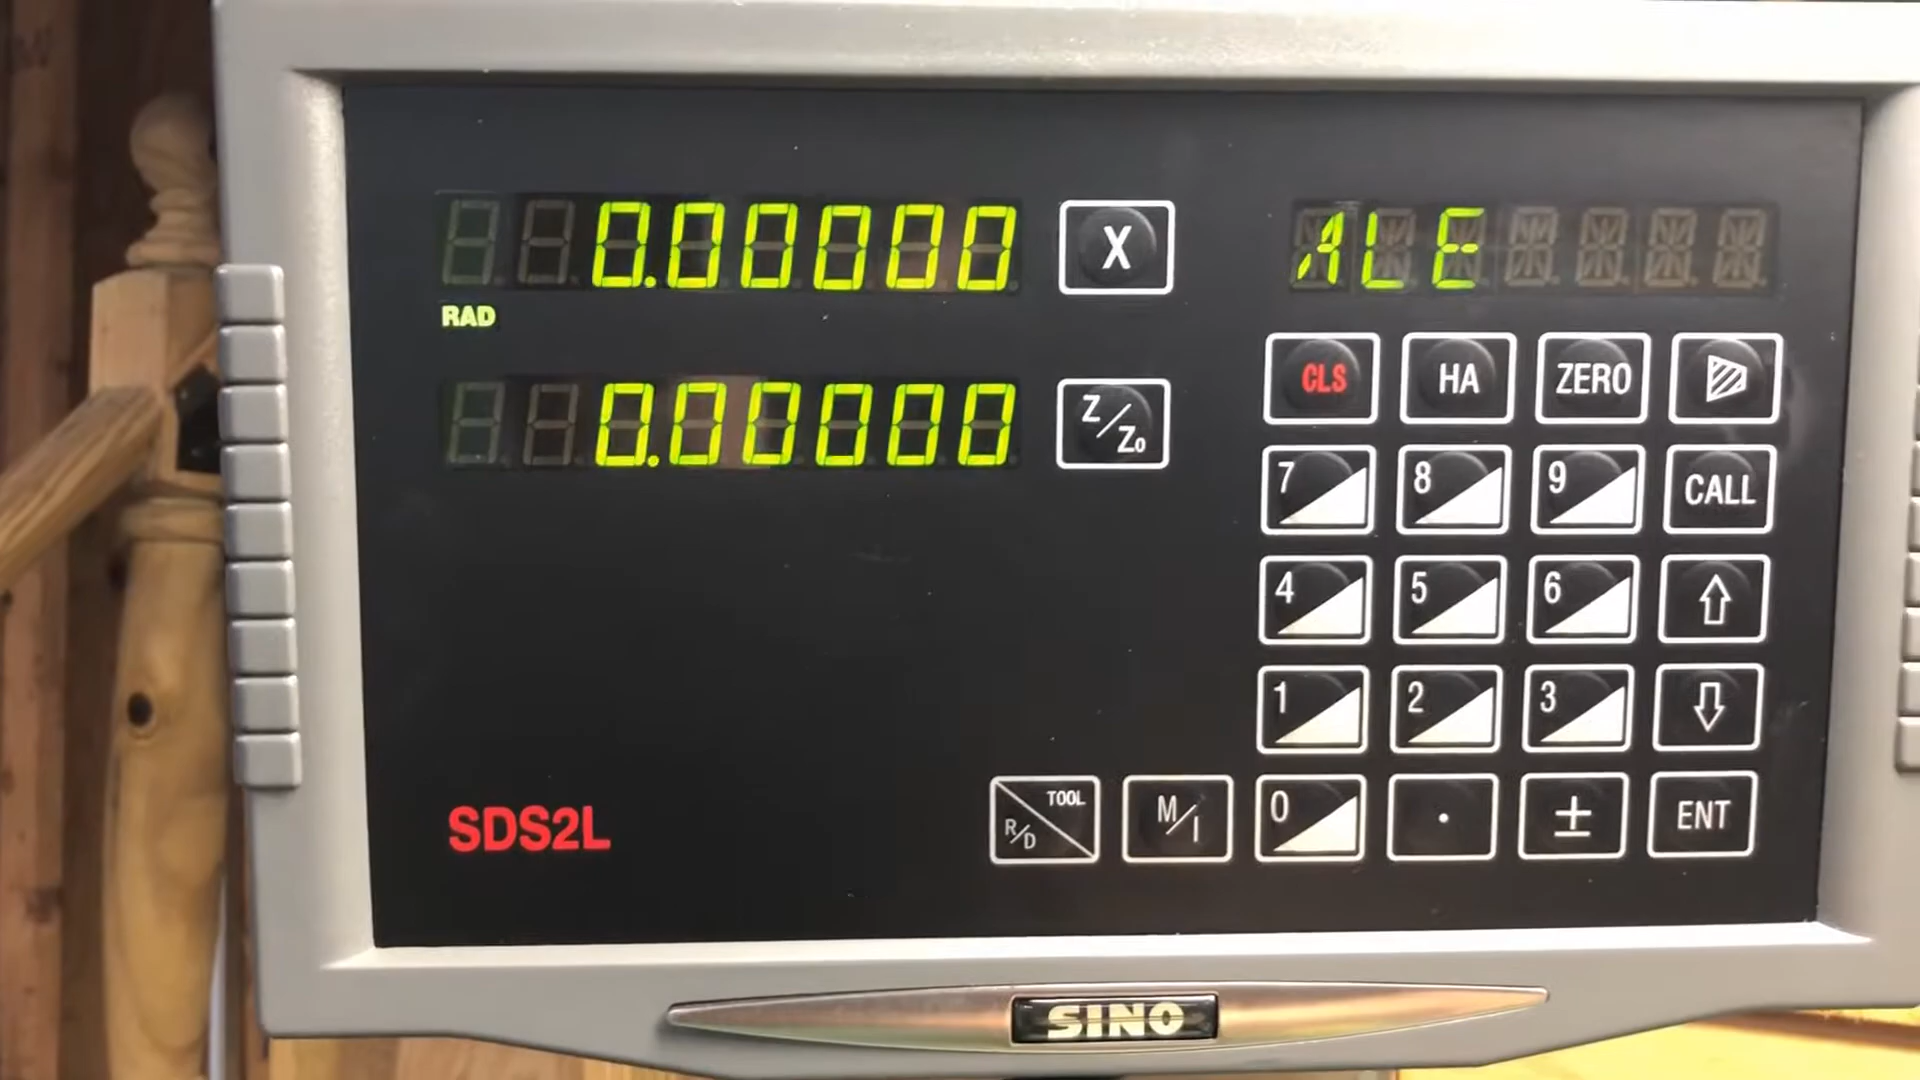 0.00000 X ALE
RAD
0.00000 Z/Z0
CLS HA ZERO
7 8 9 CALL
4 5 6
1 2 3
SDS2L
TOOL
R/D M/I 0 . ± ENT
SINO